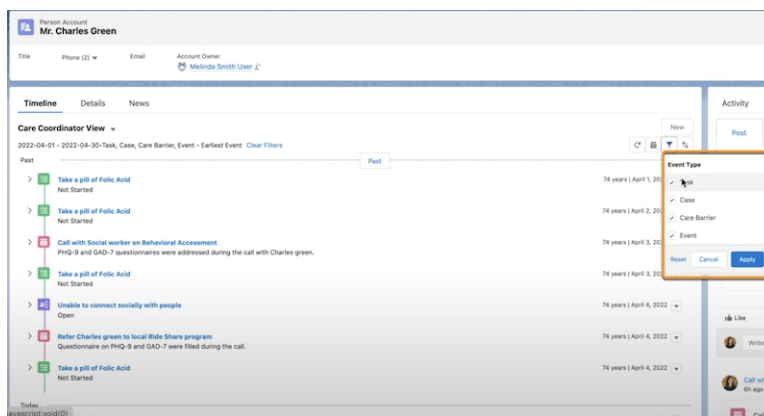 Person Account
Mr. Charles Green
Title
Phone (2)
Email
Account Owner
Melinda Smith User
Timeline
Details
News
Activity
Care Coordinator View
New
Post
2022-04-01 - 2022-04-30•Task, Case, Care Barrier, Event • Earliest Event Clear Filters
Past
Past
Event Type
Take a pill of Folic Acid
74 years | April 1, 202
Not Started
Case
Take a pill of Folic Acid
74 years | April 2, 202
Not Started
Care Barrier
Event
Call with Social worker on Behavioral Assessment
74 years | April 3, 202
PHQ-9 and GAD-7 questionnaires were addressed during the call with Charles green.
Reset Cancel Apply
Take a pill of Folic Acid
74 years | April 3, 202
Not Started
Unable to connect socially with people
74 years | April 4, 2022
Open
Like
Refer Charles green to local Ride Share program
74 years | April 4, 2022
Questionnaire on PHQ-9 and GAD-7 were filled during the call.
Writ
Take a pill of Folic Acid
74 years | April 4, 2022
Not Started
Call wi
6h ago
Today
javascript:void(0)